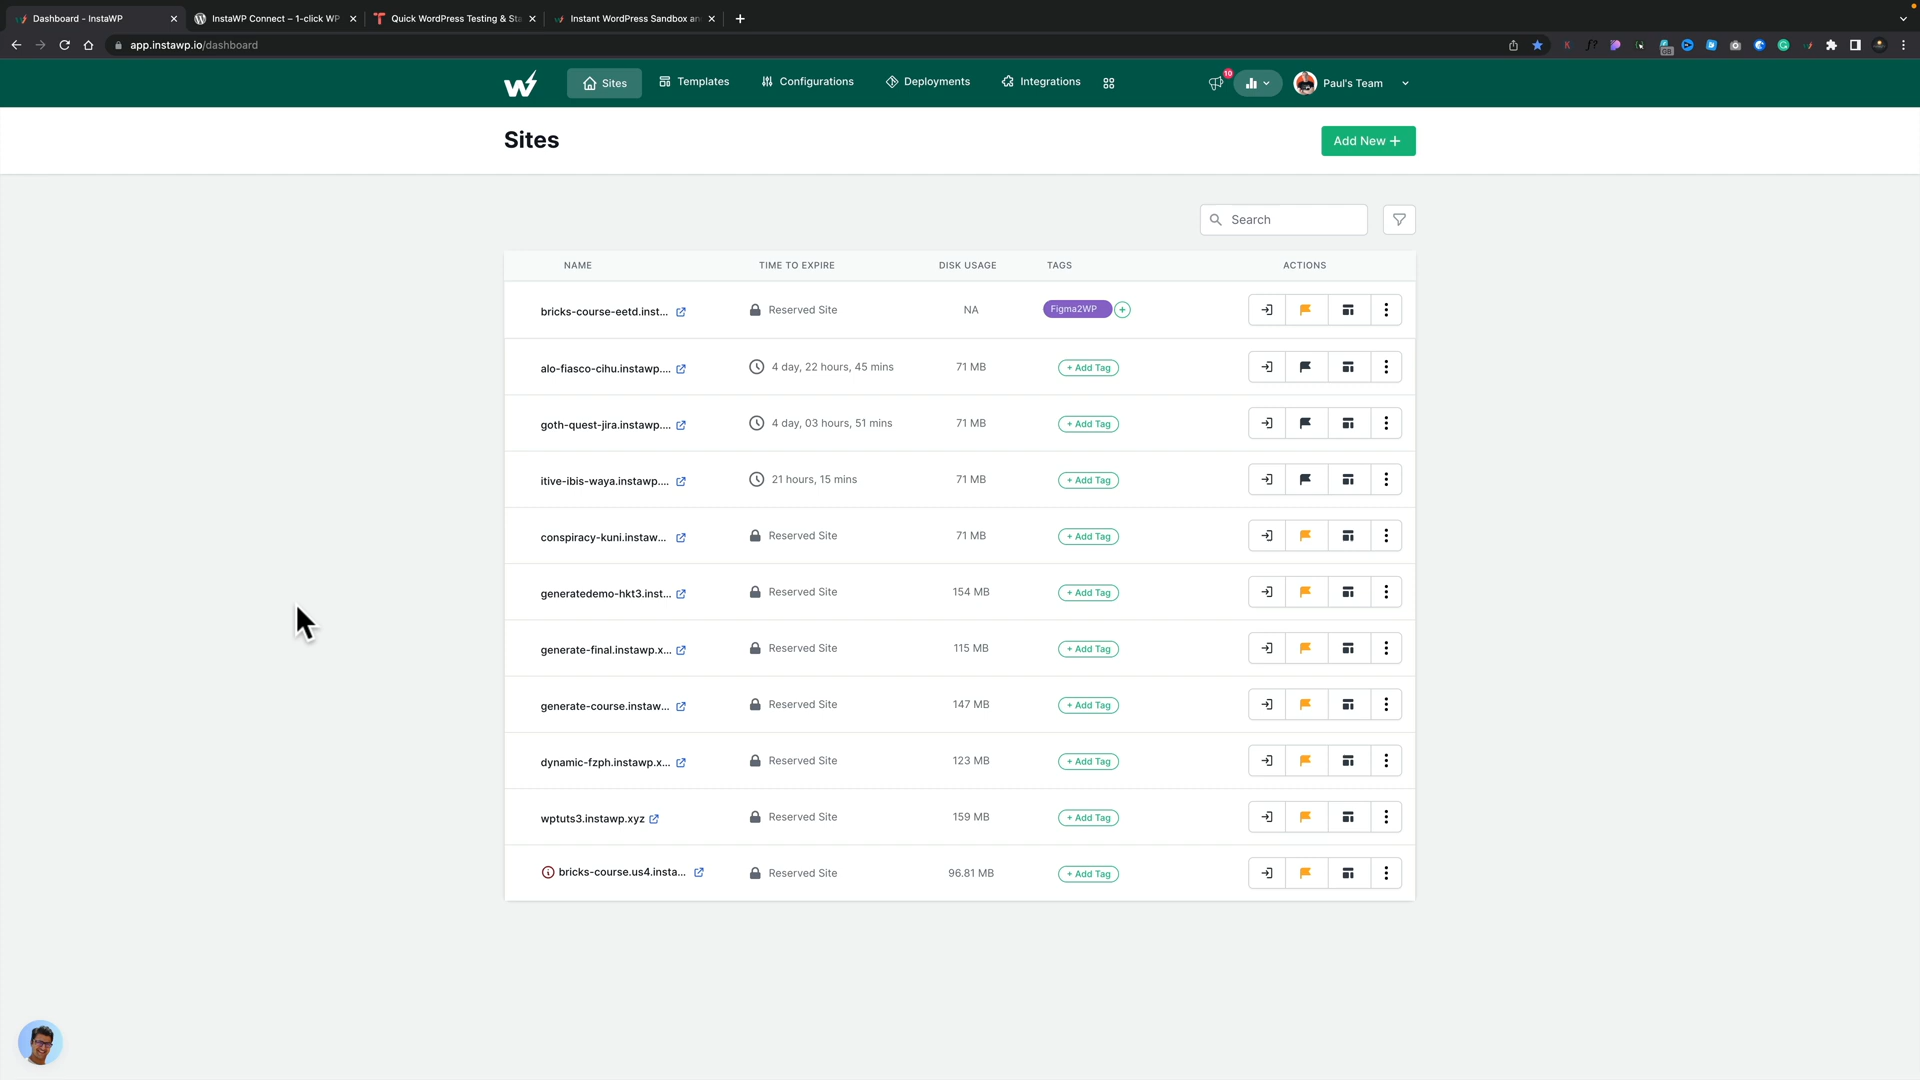 Dashboard - InstaWP
InstaWP Connect – 1-click WP
Quick WordPress Testing & Sta
Instant WordPress Sandbox an
app.instawp.io/dashboard
Sites
Templates
Configurations
Deployments
Integrations
10
Paul's Team
Sites
Add New +
Search
NAME TIME TO EXPIRE DISK USAGE TAGS ACTIONS
bricks-course-eetd.inst... Reserved Site NA Figma2WP +
alo-fiasco-cihu.instawp.... 4 day, 22 hours, 45 mins 71 MB + Add Tag
goth-quest-jira.instawp.... 4 day, 03 hours, 51 mins 71 MB + Add Tag
itive-ibis-waya.instawp.... 21 hours, 15 mins 71 MB + Add Tag
conspiracy-kuni.instaw... Reserved Site 71 MB + Add Tag
generatedemo-hkt3.inst... Reserved Site 154 MB + Add Tag
generate-final.instawp.x... Reserved Site 115 MB + Add Tag
generate-course.instaw... Reserved Site 147 MB + Add Tag
dynamic-fzph.instawp.x... Reserved Site 123 MB + Add Tag
wptuts3.instawp.xyz Reserved Site 159 MB + Add Tag
bricks-course.us4.insta... Reserved Site 96.81 MB + Add Tag